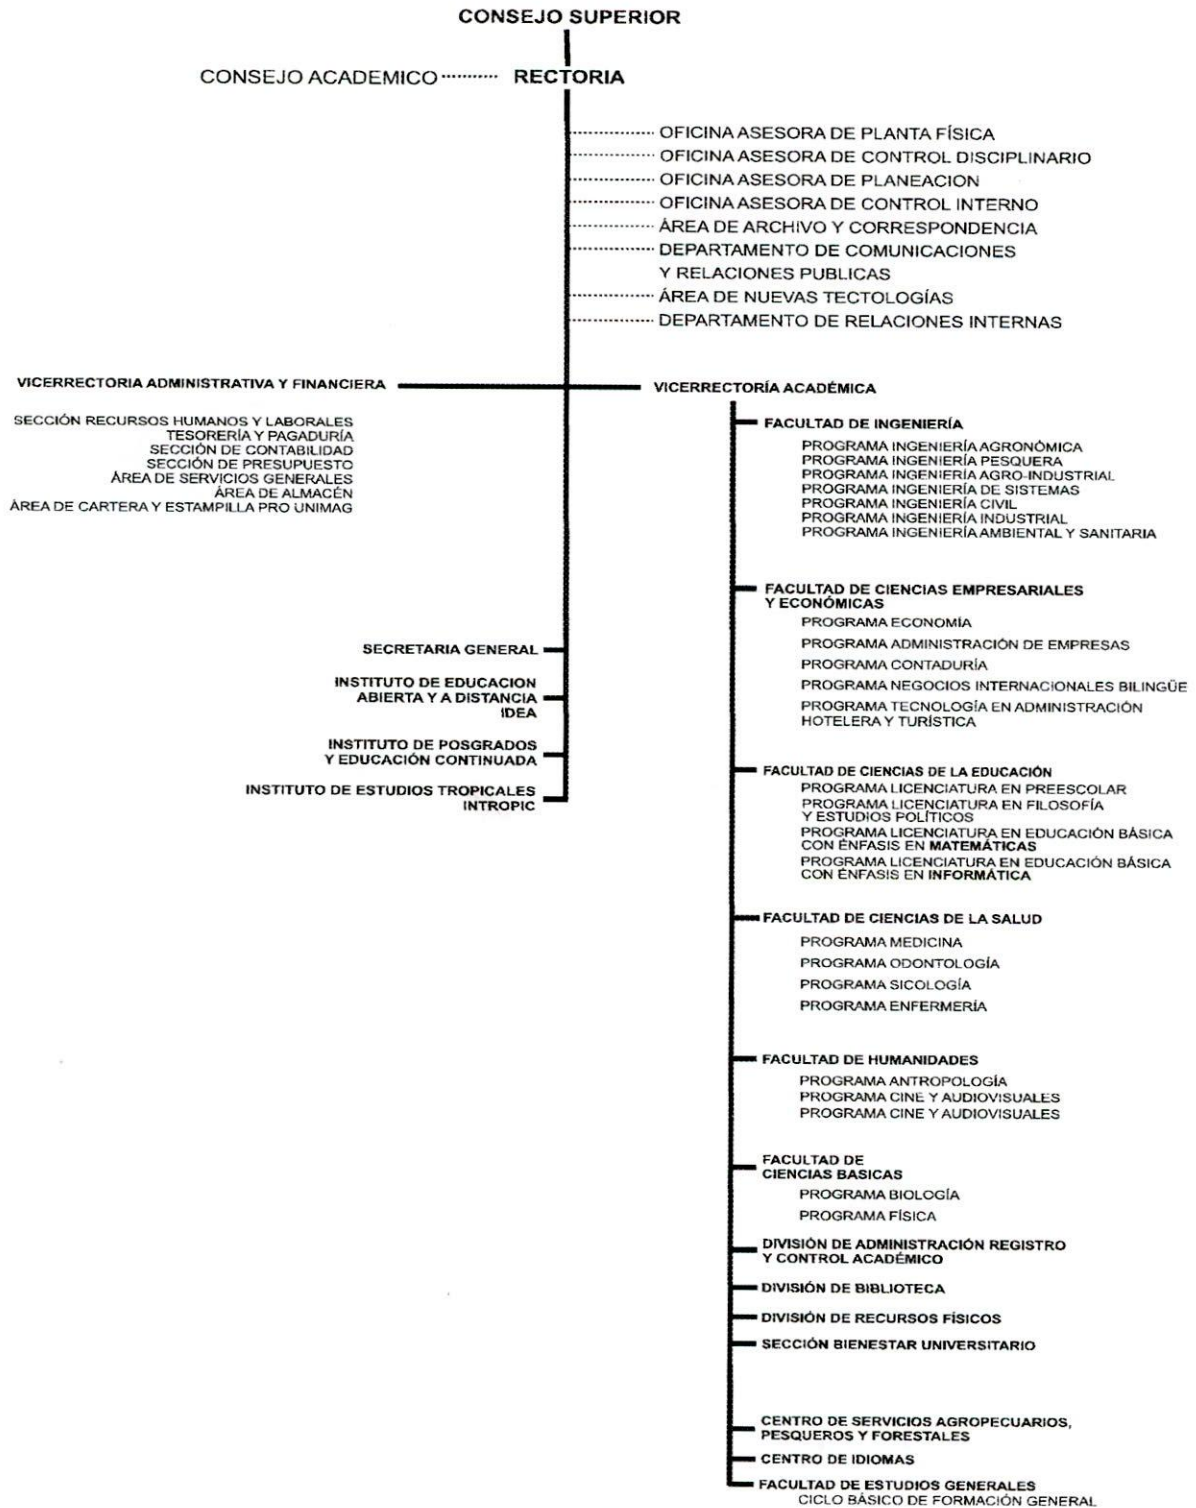 CONSEJO SUPERIOR
CONSEJO ACADEMICO ·········· RECTORIA
OFICINA ASESORA DE PLANTA FÍSICA
OFICINA ASESORA DE CONTROL DISCIPLINARIO
OFICINA ASESORA DE PLANEACION
OFICINA ASESORA DE CONTROL INTERNO
ÁREA DE ARCHIVO Y CORRESPONDENCIA
DEPARTAMENTO DE COMUNICACIONES
Y RELACIONES PUBLICAS
ÁREA DE NUEVAS TECTOLOGÍAS
DEPARTAMENTO DE RELACIONES INTERNAS
VICERRECTORIA ADMINISTRATIVA Y FINANCIERA
SECCIÓN RECURSOS HUMANOS Y LABORALES
TESORERÍA Y PAGADURÍA
SECCIÓN DE CONTABILIDAD
SECCIÓN DE PRESUPUESTO
ÁREA DE SERVICIOS GENERALES
ÁREA DE ALMACÉN
ÁREA DE CARTERA Y ESTAMPILLA PRO UNIMAG
SECRETARIA GENERAL
INSTITUTO DE EDUCACION
ABIERTA Y A DISTANCIA
IDEA
INSTITUTO DE POSGRADOS
Y EDUCACIÓN CONTINUADA
INSTITUTO DE ESTUDIOS TROPICALES
INTROPIC
VICERRECTORÍA ACADÉMICA
FACULTAD DE INGENIERÍA
PROGRAMA INGENIERÍA AGRONÓMICA
PROGRAMA INGENIERÍA PESQUERA
PROGRAMA INGENIERÍA AGRO-INDUSTRIAL
PROGRAMA INGENIERÍA DE SISTEMAS
PROGRAMA INGENIERÍA CIVIL
PROGRAMA INGENIERÍA INDUSTRIAL
PROGRAMA INGENIERÍA AMBIENTAL Y SANITARIA
FACULTAD DE CIENCIAS EMPRESARIALES
Y ECONÓMICAS
PROGRAMA ECONOMÍA
PROGRAMA ADMINISTRACIÓN DE EMPRESAS
PROGRAMA CONTADURÍA
PROGRAMA NEGOCIOS INTERNACIONALES BILINGÜE
PROGRAMA TECNOLOGÍA EN ADMINISTRACIÓN
HOTELERA Y TURÍSTICA
FACULTAD DE CIENCIAS DE LA EDUCACIÓN
PROGRAMA LICENCIATURA EN PREESCOLAR
PROGRAMA LICENCIATURA EN FILOSOFÍA
Y ESTUDIOS POLÍTICOS
PROGRAMA LICENCIATURA EN EDUCACIÓN BÁSICA
CON ÉNFASIS EN MATEMÁTICAS
PROGRAMA LICENCIATURA EN EDUCACIÓN BÁSICA
CON ÉNFASIS EN INFORMÁTICA
FACULTAD DE CIENCIAS DE LA SALUD
PROGRAMA MEDICINA
PROGRAMA ODONTOLOGÍA
PROGRAMA SICOLOGÍA
PROGRAMA ENFERMERÍA
FACULTAD DE HUMANIDADES
PROGRAMA ANTROPOLOGÍA
PROGRAMA CINE Y AUDIOVISUALES
PROGRAMA CINE Y AUDIOVISUALES
FACULTAD DE
CIENCIAS BASICAS
PROGRAMA BIOLOGÍA
PROGRAMA FÍSICA
DIVISIÓN DE ADMINISTRACIÓN REGISTRO
Y CONTROL ACADÉMICO
DIVISIÓN DE BIBLIOTECA
DIVISIÓN DE RECURSOS FÍSICOS
SECCIÓN BIENESTAR UNIVERSITARIO
CENTRO DE SERVICIOS AGROPECUARIOS,
PESQUEROS Y FORESTALES
CENTRO DE IDIOMAS
FACULTAD DE ESTUDIOS GENERALES
CICLO BÁSICO DE FORMACIÓN GENERAL